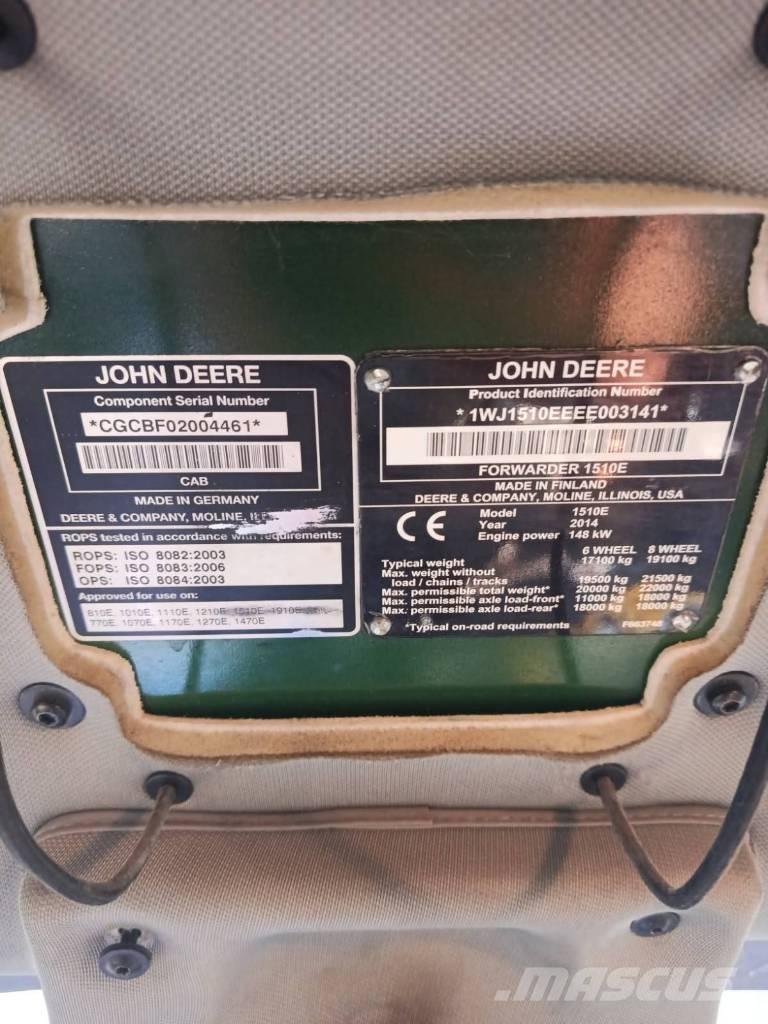 JOHN DEERE
Component Serial Number
*CGCBF02004461*
CAB
MADE IN GERMANY
DEERE & COMPANY, MOLINE,
ROPS tested in accordance with requirements:
ROPS: ISO 8082:2003
FOPS: ISO 8083:2006
OPS: ISO 8084:2003
Approved for use on:
810E, 1010E, 1110E, 1210E, 1510E, 1910E
770E, 1070E, 1170E, 1270E, 1470E
JOHN DEERE
Product Identification Number
*1WJ1510EEEE003141*
FORWARDER 1510E
MADE IN FINLAND
DEERE & COMPANY, MOLINE, ILLINOIS, USA
CE
Model 1510E
Year 2014
Engine power 148 kW
6 WHEEL 8 WHEEL
Typical weight 17100 kg 19100 kg
Max. weight without
load / chains / tracks 19500 kg 21500 kg
Max. permissible total weight* 20000 kg 22000 kg
Max. permissible axle load-front* 11000 kg 18000 kg
Max. permissible axle load-rear* 18000 kg 18000 kg
*Typical on-road requirements F663748
MASCUS